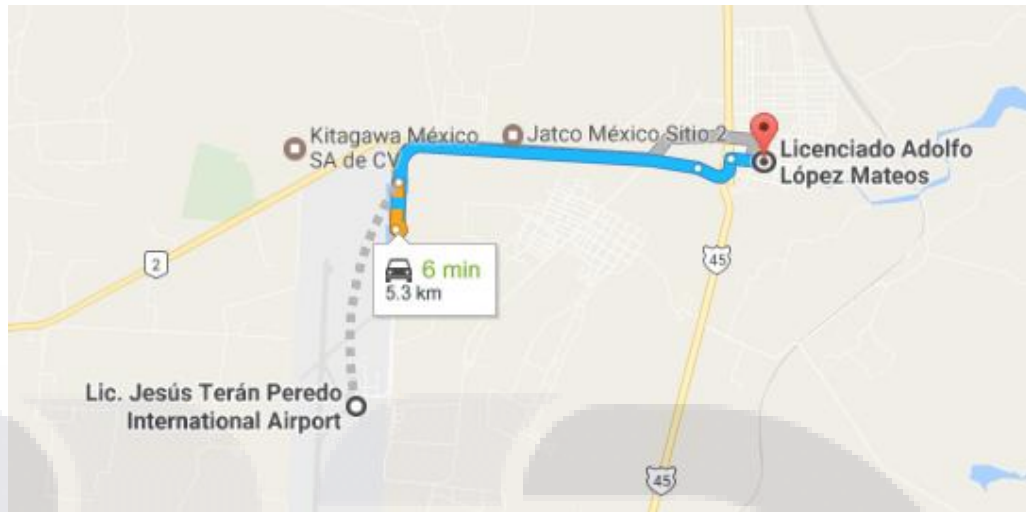 Kitagawa México
SA de CV
Jatco México Sitio 2
Licenciado Adolfo
López Mateos
2
45
6 min
5.3 km
Lic. Jesús Terán Peredo
International Airport
45